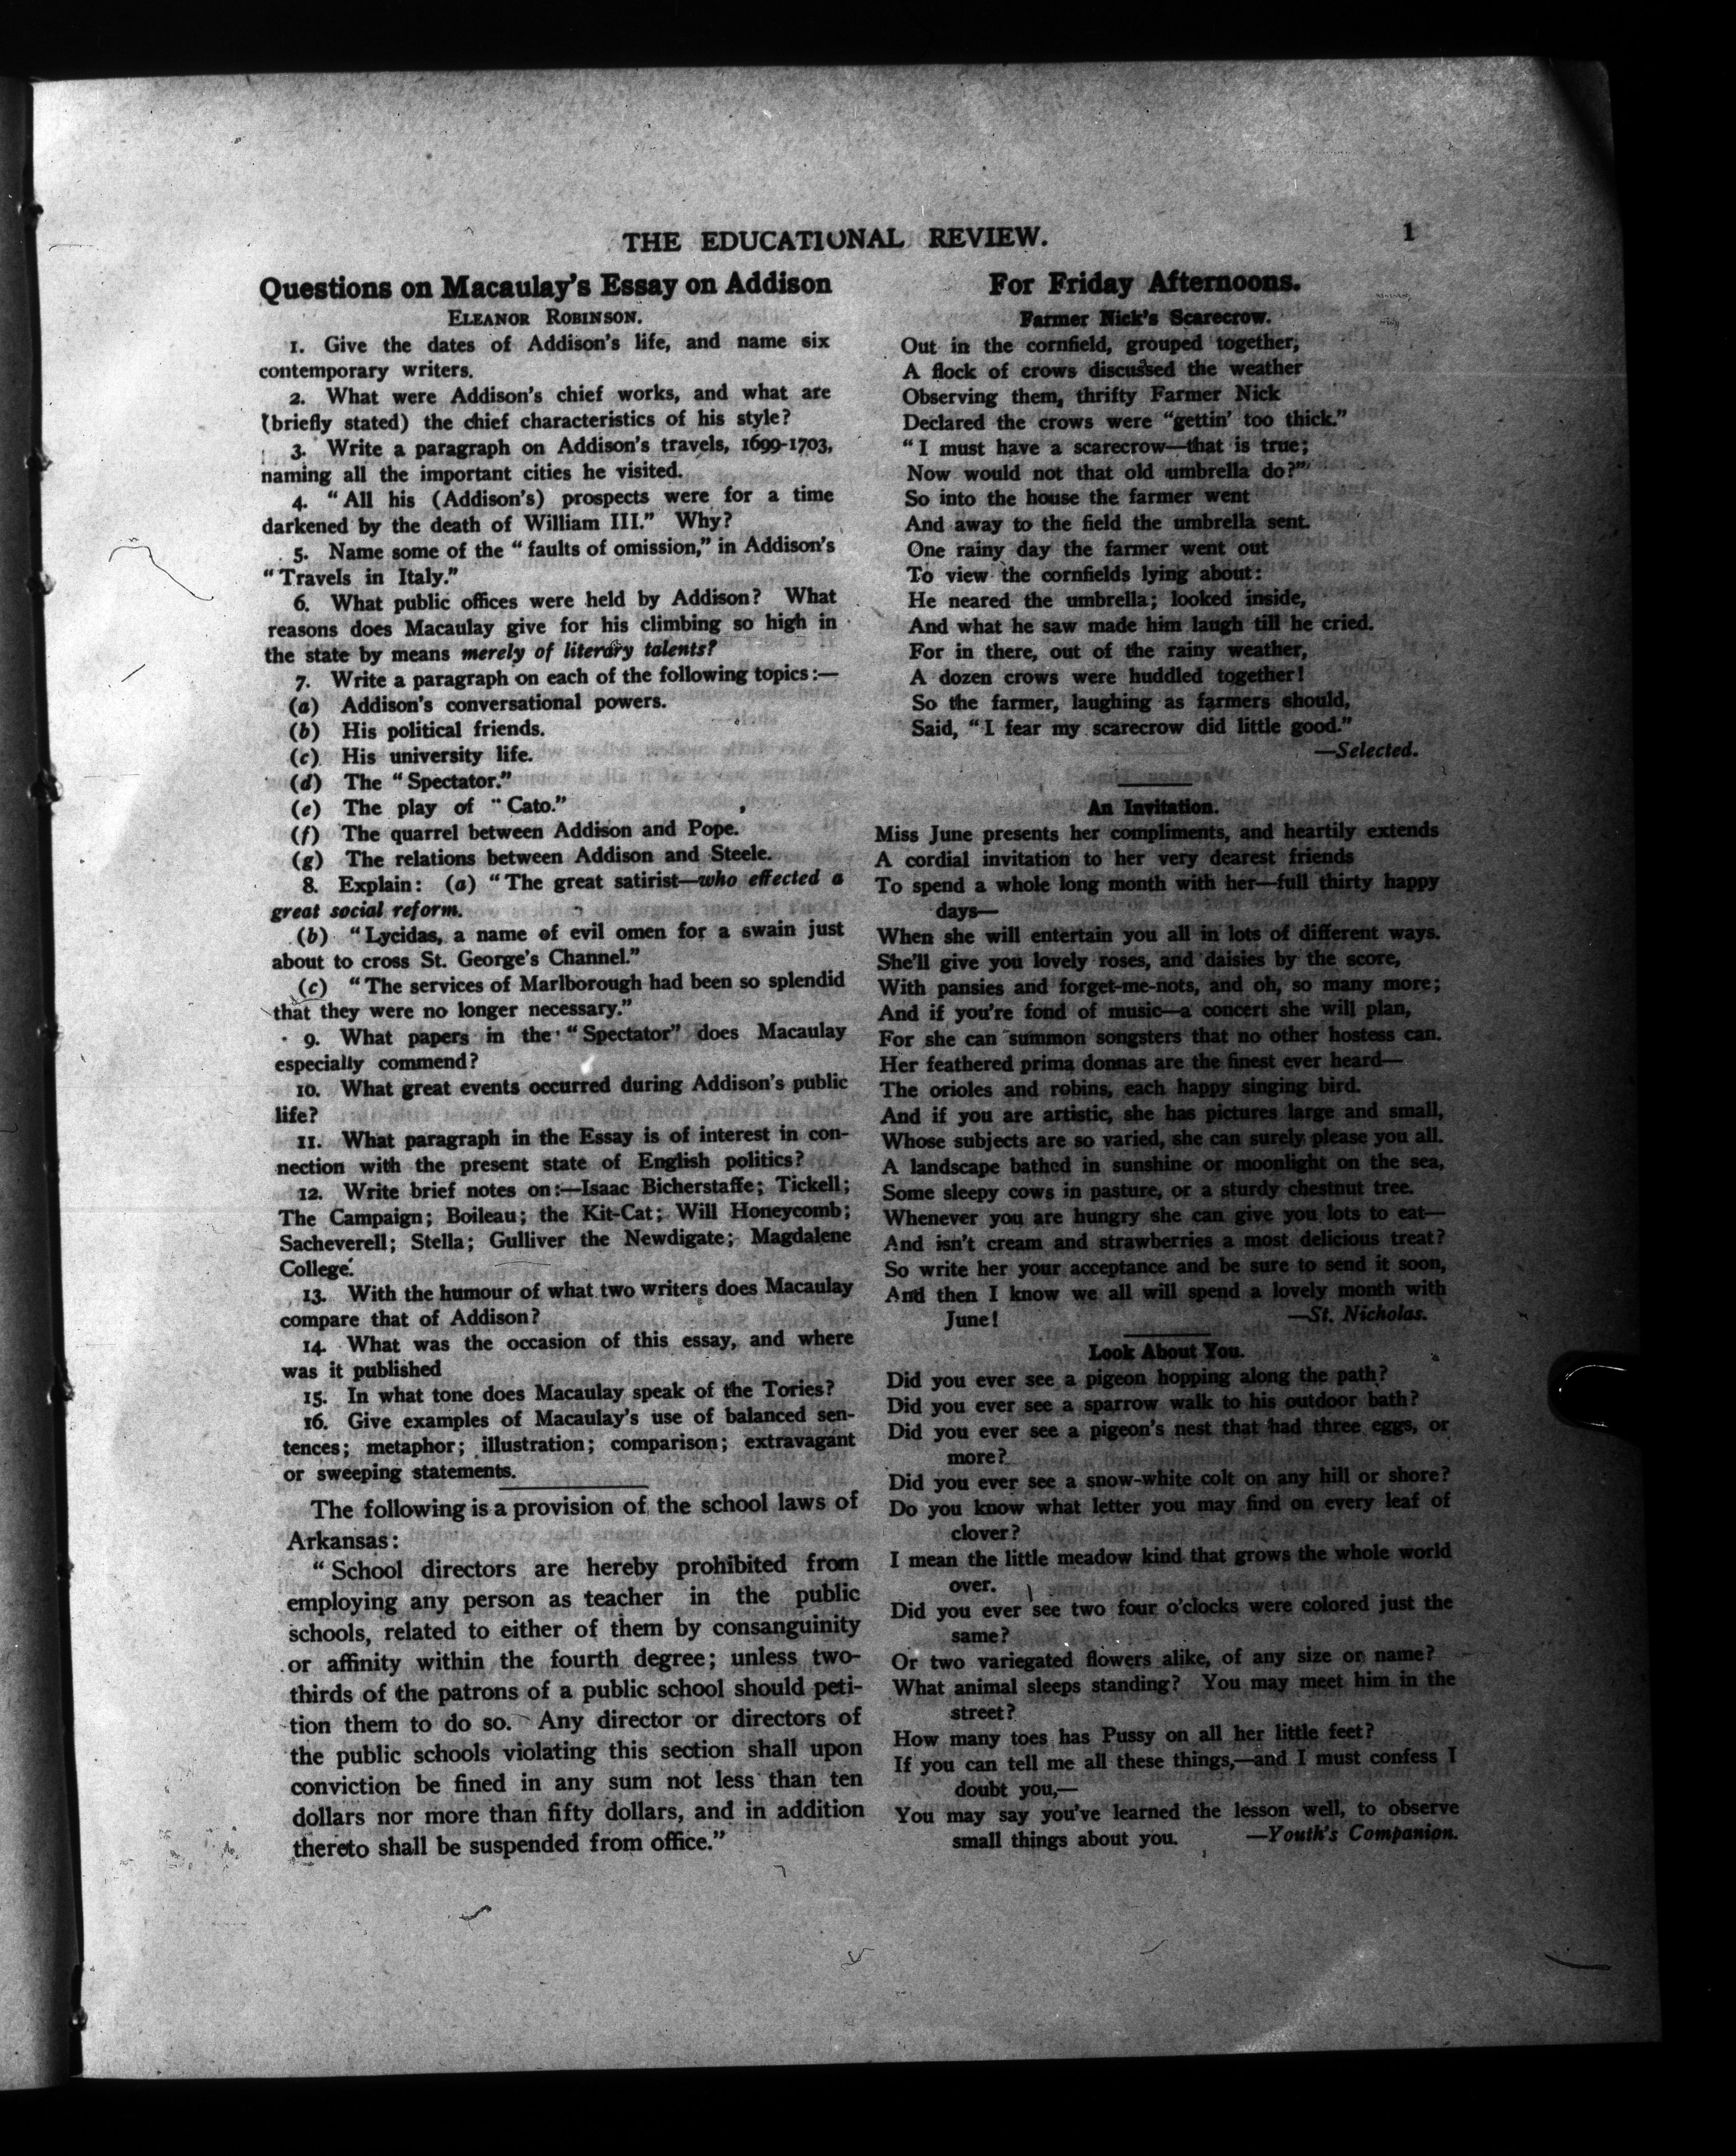 THE EDUCATIONAL REVIEW.
1
Questions on Macaulay's Essay on Addison
ELEANOR ROBINSON.
1. Give the dates of Addison's life, and name six
contemporary writers.
2. What were Addison's chief works, and what are
(briefly stated) the chief characteristics of his style?
3. Write a paragraph on Addison's travels, 1699-1703,
naming all the important cities he visited.
4. "All his (Addison's) prospects were for a time
darkened by the death of William III." Why?
5. Name some of the "faults of omission," in Addison's
"Travels in Italy."
6. What public offices were held by Addison? What
reasons does Macaulay give for his climbing so high in
the state by means merely of literary talents?
7. Write a paragraph on each of the following topics:—
(a) Addison's conversational powers.
(b) His political friends.
(c) His university life.
(d) The "Spectator."
(e) The play of "Cato."
(f) The quarrel between Addison and Pope.
(g) The relations between Addison and Steele.
8. Explain: (a) "The great satirist—who effected a
great social reform.
(b) "Lycidas, a name of evil omen for a swain just
about to cross St. George's Channel."
(c) "The services of Marlborough had been so splendid
that they were no longer necessary."
9. What papers in the "Spectator" does Macaulay
especially commend?
10. What great events occurred during Addison's public
life?
11. What paragraph in the Essay is of interest in con-
nection with the present state of English politics?
12. Write brief notes on:—Isaac Bicherstaffe; Tickell;
The Campaign; Boileau; the Kit-Cat; Will Honeycomb;
Sacheverell; Stella; Gulliver the Newdigate; Magdalene
College.
13. With the humour of what two writers does Macaulay
compare that of Addison?
14. What was the occasion of this essay, and where
was it published
15. In what tone does Macaulay speak of the Tories?
16. Give examples of Macaulay's use of balanced sen-
tences; metaphor; illustration; comparison; extravagant
or sweeping statements.
The following is a provision of the school laws of
Arkansas:
"School directors are hereby prohibited from
employing any person as teacher in the public
schools, related to either of them by consanguinity
or affinity within the fourth degree; unless two-
thirds of the patrons of a public school should peti-
tion them to do so. Any director or directors of
the public schools violating this section shall upon
conviction be fined in any sum not less than ten
dollars nor more than fifty dollars, and in addition
thereto shall be suspended from office."
For Friday Afternoons.
Farmer Nick's Scarecrow.
Out in the cornfield, grouped together,
A flock of crows discussed the weather
Observing them, thrifty Farmer Nick
Declared the crows were "gettin' too thick."
"I must have a scarecrow—that is true;
Now would not that old umbrella do?"
So into the house the farmer went
And away to the field the umbrella sent.
One rainy day the farmer went out
To view the cornfields lying about:
He neared the umbrella; looked inside,
And what he saw made him laugh till he cried.
For in there, out of the rainy weather,
A dozen crows were huddled together!
So the farmer, laughing as farmers should,
Said, "I fear my scarecrow did little good."
—Selected.
An Invitation.
Miss June presents her compliments, and heartily extends
A cordial invitation to her very dearest friends
To spend a whole long month with her—full thirty happy
days—
When she will entertain you all in lots of different ways.
She'll give you lovely roses, and daisies by the score,
With pansies and forget-me-nots, and oh, so many more;
And if you're fond of music—a concert she will plan,
For she can summon songsters that no other hostess can.
Her feathered prima donnas are the finest ever heard—
The orioles and robins, each happy singing bird.
And if you are artistic, she has pictures large and small,
Whose subjects are so varied, she can surely please you all.
A landscape bathed in sunshine or moonlight on the sea,
Some sleepy cows in pasture, or a sturdy chestnut tree.
Whenever you are hungry she can give you lots to eat—
And isn't cream and strawberries a most delicious treat?
So write her your acceptance and be sure to send it soon,
And then I know we all will spend a lovely month with
June! —St. Nicholas.
Look About You.
Did you ever see a pigeon hopping along the path?
Did you ever see a sparrow walk to his outdoor bath?
Did you ever see a pigeon's nest that had three eggs, or
more?
Did you ever see a snow-white colt on any hill or shore?
Do you know what letter you may find on every leaf of
clover?
I mean the little meadow kind that grows the whole world
over.
Did you ever see two four o'clocks were colored just the
same?
Or two variegated flowers alike, of any size or name?
What animal sleeps standing? You may meet him in the
street?
How many toes has Pussy on all her little feet?
If you can tell me all these things,—and I must confess I
doubt you,—
You may say you've learned the lesson well, to observe
small things about you. —Youth's Companion.